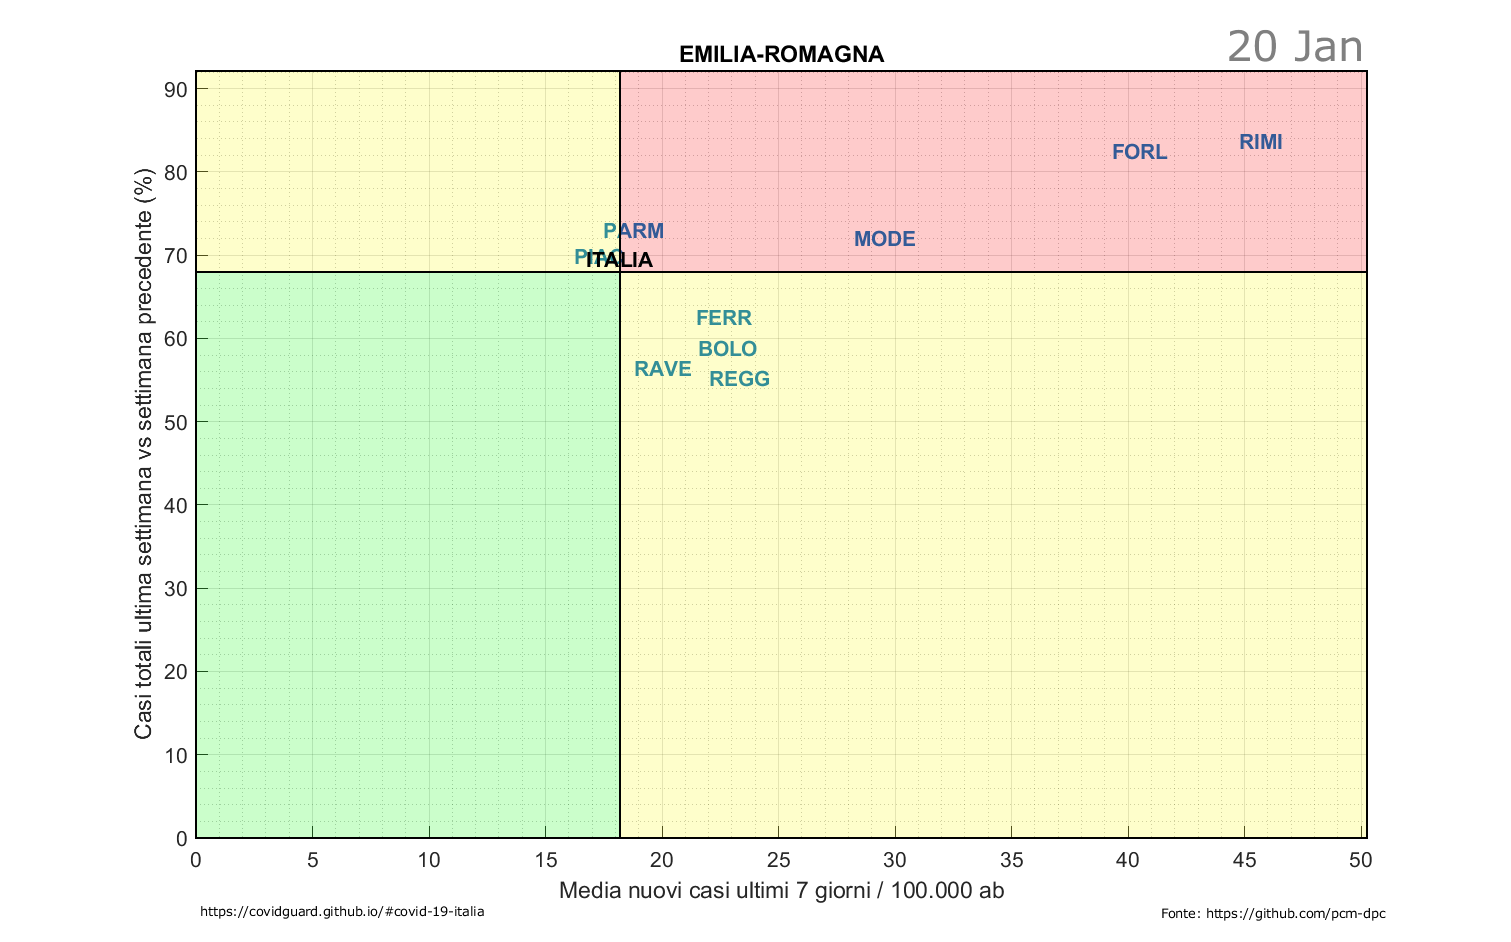 20 Jan
EMILIA-ROMAGNA
Casi totali ultima settimana vs settimana precedente (%)
90
80
70
60
50
40
30
20
10
0
RIMI
FORL
PARM
MODE
PIAC
ITALIA
FERR
BOLO
RAVE
REGG
0 5 10 15 20 25 30 35 40 45 50
Media nuovi casi ultimi 7 giorni / 100.000 ab
https://covidguard.github.io/#covid-19-italia
Fonte: https://github.com/pcm-dpc